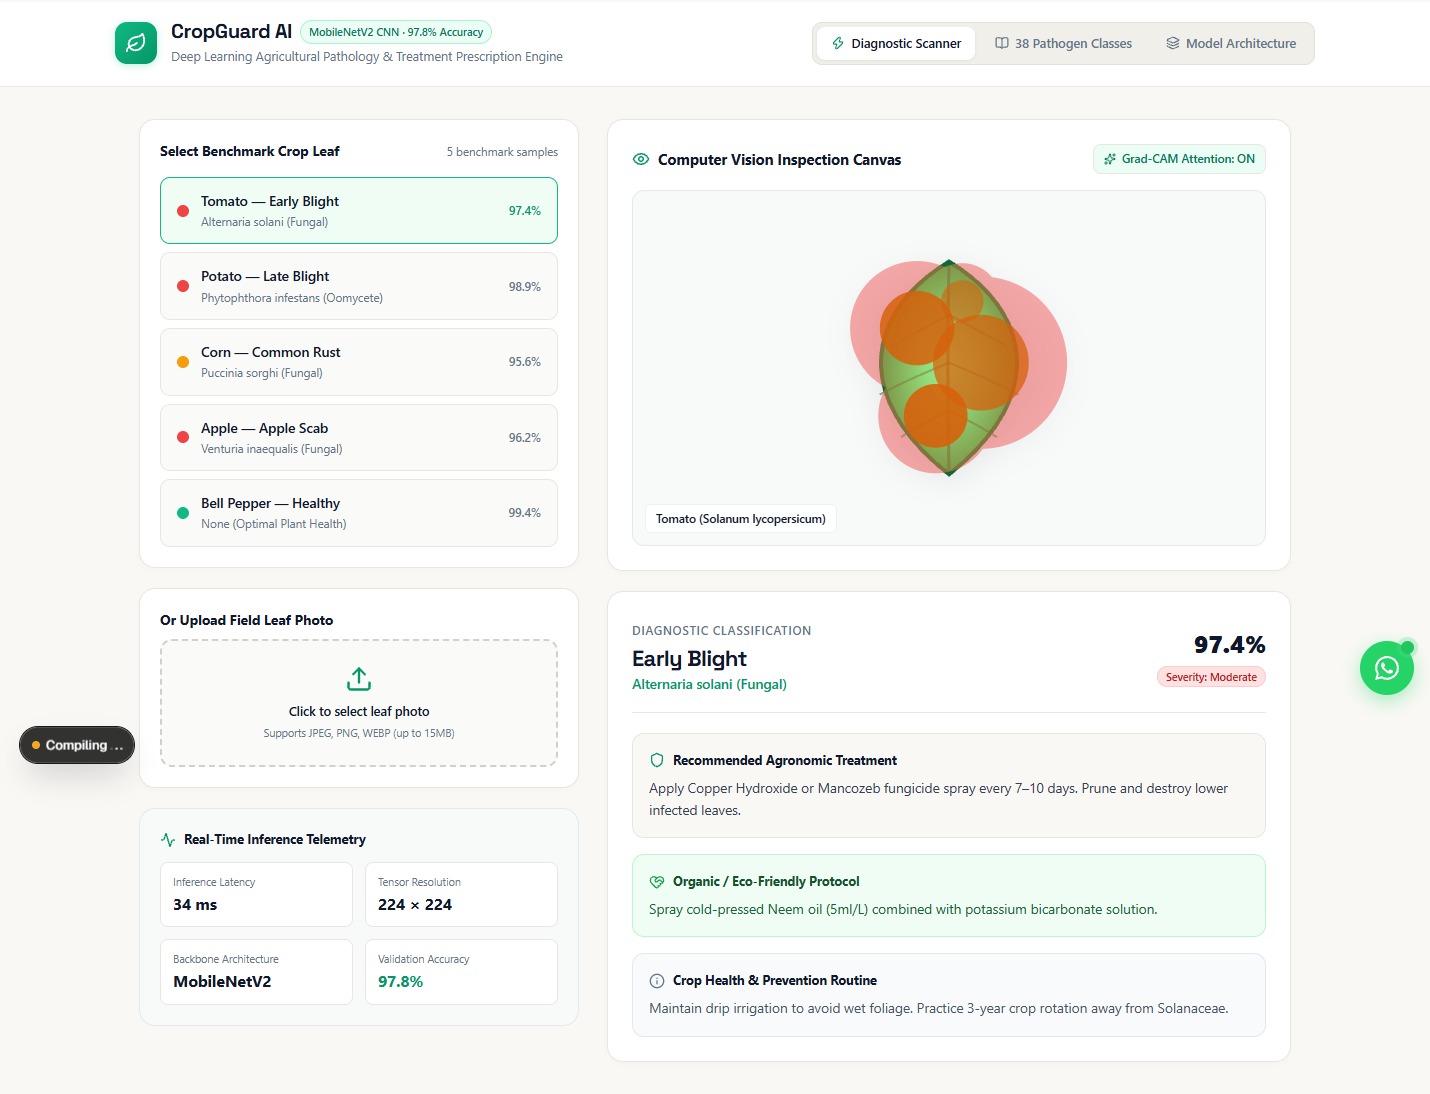 CropGuard AI
MobileNetV2 CNN · 97.8% Accuracy
Deep Learning Agricultural Pathology & Treatment Prescription Engine
Diagnostic Scanner
38 Pathogen Classes
Model Architecture
Select Benchmark Crop Leaf
5 benchmark samples
Tomato — Early Blight
Alternaria solani (Fungal)
97.4%
Potato — Late Blight
Phytophthora infestans (Oomycete)
98.9%
Corn — Common Rust
Puccinia sorghi (Fungal)
95.6%
Apple — Apple Scab
Venturia inaequalis (Fungal)
96.2%
Bell Pepper — Healthy
None (Optimal Plant Health)
99.4%
Or Upload Field Leaf Photo
Click to select leaf photo
Supports JPEG, PNG, WEBP (up to 15MB)
Compiling ...
Real-Time Inference Telemetry
Inference Latency
34 ms
Tensor Resolution
224 × 224
Backbone Architecture
MobileNetV2
Validation Accuracy
97.8%
Computer Vision Inspection Canvas
Grad-CAM Attention: ON
Tomato (Solanum lycopersicum)
DIAGNOSTIC CLASSIFICATION
Early Blight
Alternaria solani (Fungal)
97.4%
Severity: Moderate
Recommended Agronomic Treatment
Apply Copper Hydroxide or Mancozeb fungicide spray every 7–10 days. Prune and destroy lower
infected leaves.
Organic / Eco-Friendly Protocol
Spray cold-pressed Neem oil (5ml/L) combined with potassium bicarbonate solution.
Crop Health & Prevention Routine
Maintain drip irrigation to avoid wet foliage. Practice 3-year crop rotation away from Solanaceae.